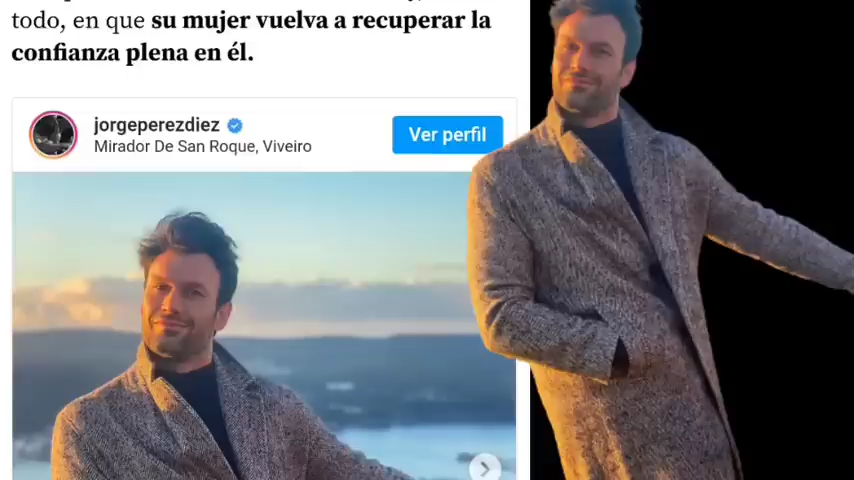 todo, en que su mujer vuelva a recuperar la
confianza plena en él.
jorgeperezdiez
Ver perfil
Mirador De San Roque, Viveiro